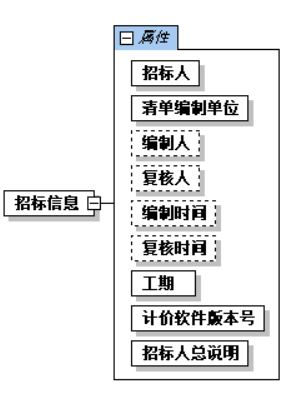 属性
招标人
清单编制单位
编制人
复核人
编制时间
复核时间
招标信息
工期
计价软件版本号
招标人总说明